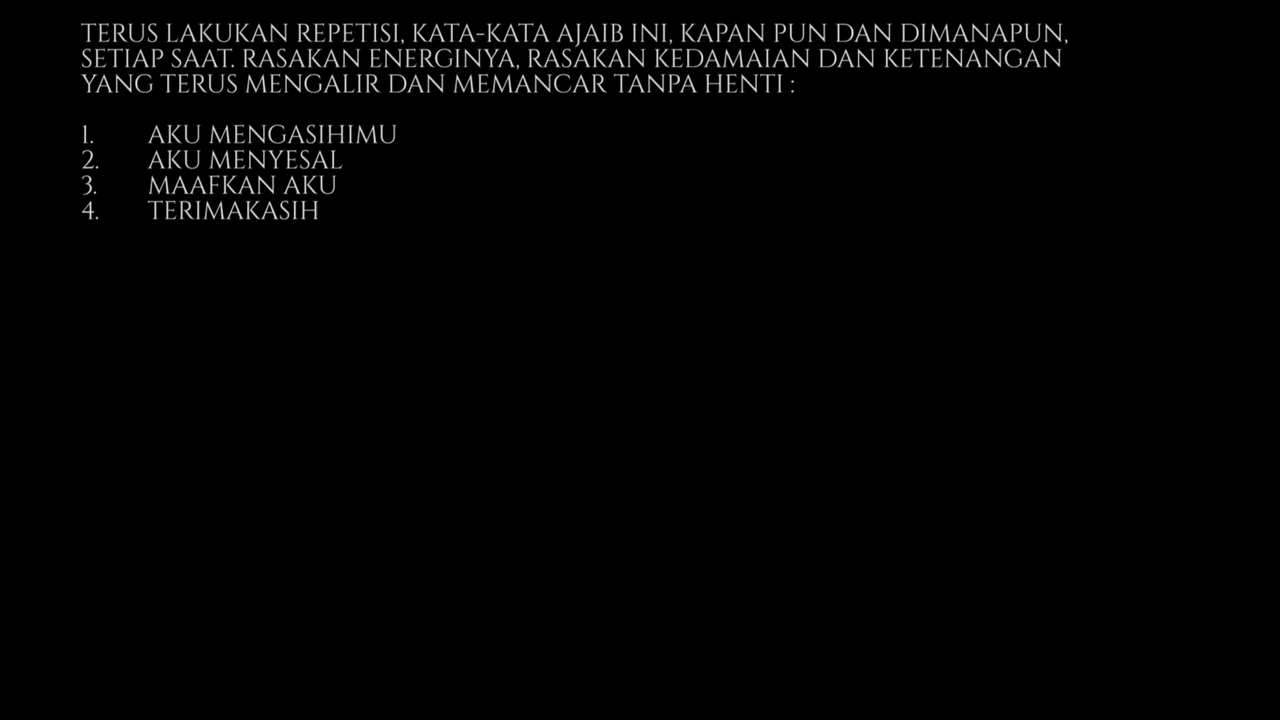 TERUS LAKUKAN REPETISI, KATA-KATA AJAIB INI, KAPAN PUN DAN DIMANAPUN,
SETIAP SAAT. RASAKAN ENERGINYA, RASAKAN KEDAMAIAN DAN KETENANGAN
YANG TERUS MENGALIR DAN MEMANCAR TANPA HENTI :
1. AKU MENGASIHIMU
2. AKU MENYESAL
3. MAAFKAN AKU
4. TERIMAKASIH